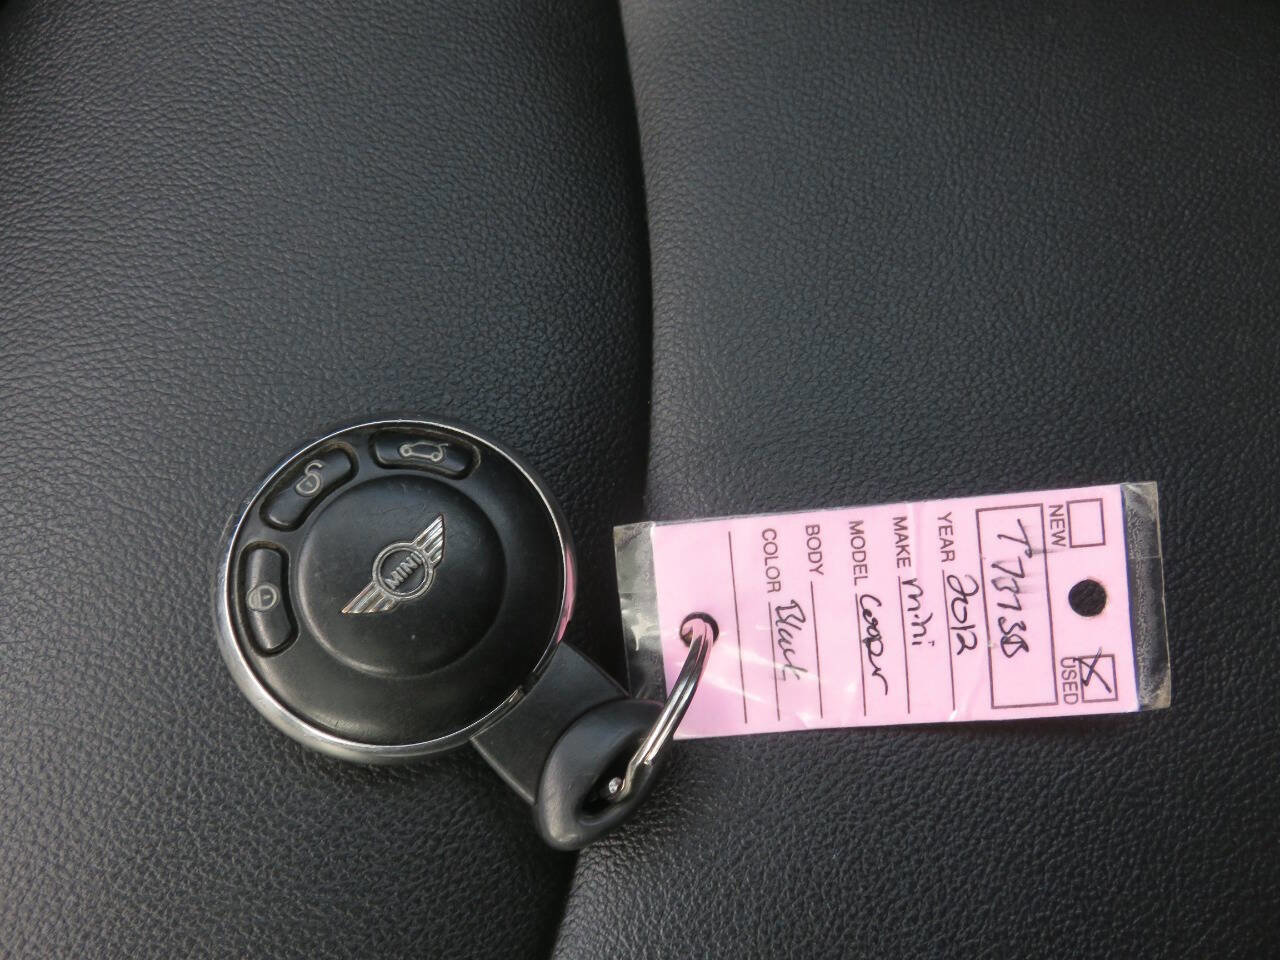 MINI
NEW
USED
YEAR 2012
MAKE mini
MODEL Cooper
BODY
COLOR Black